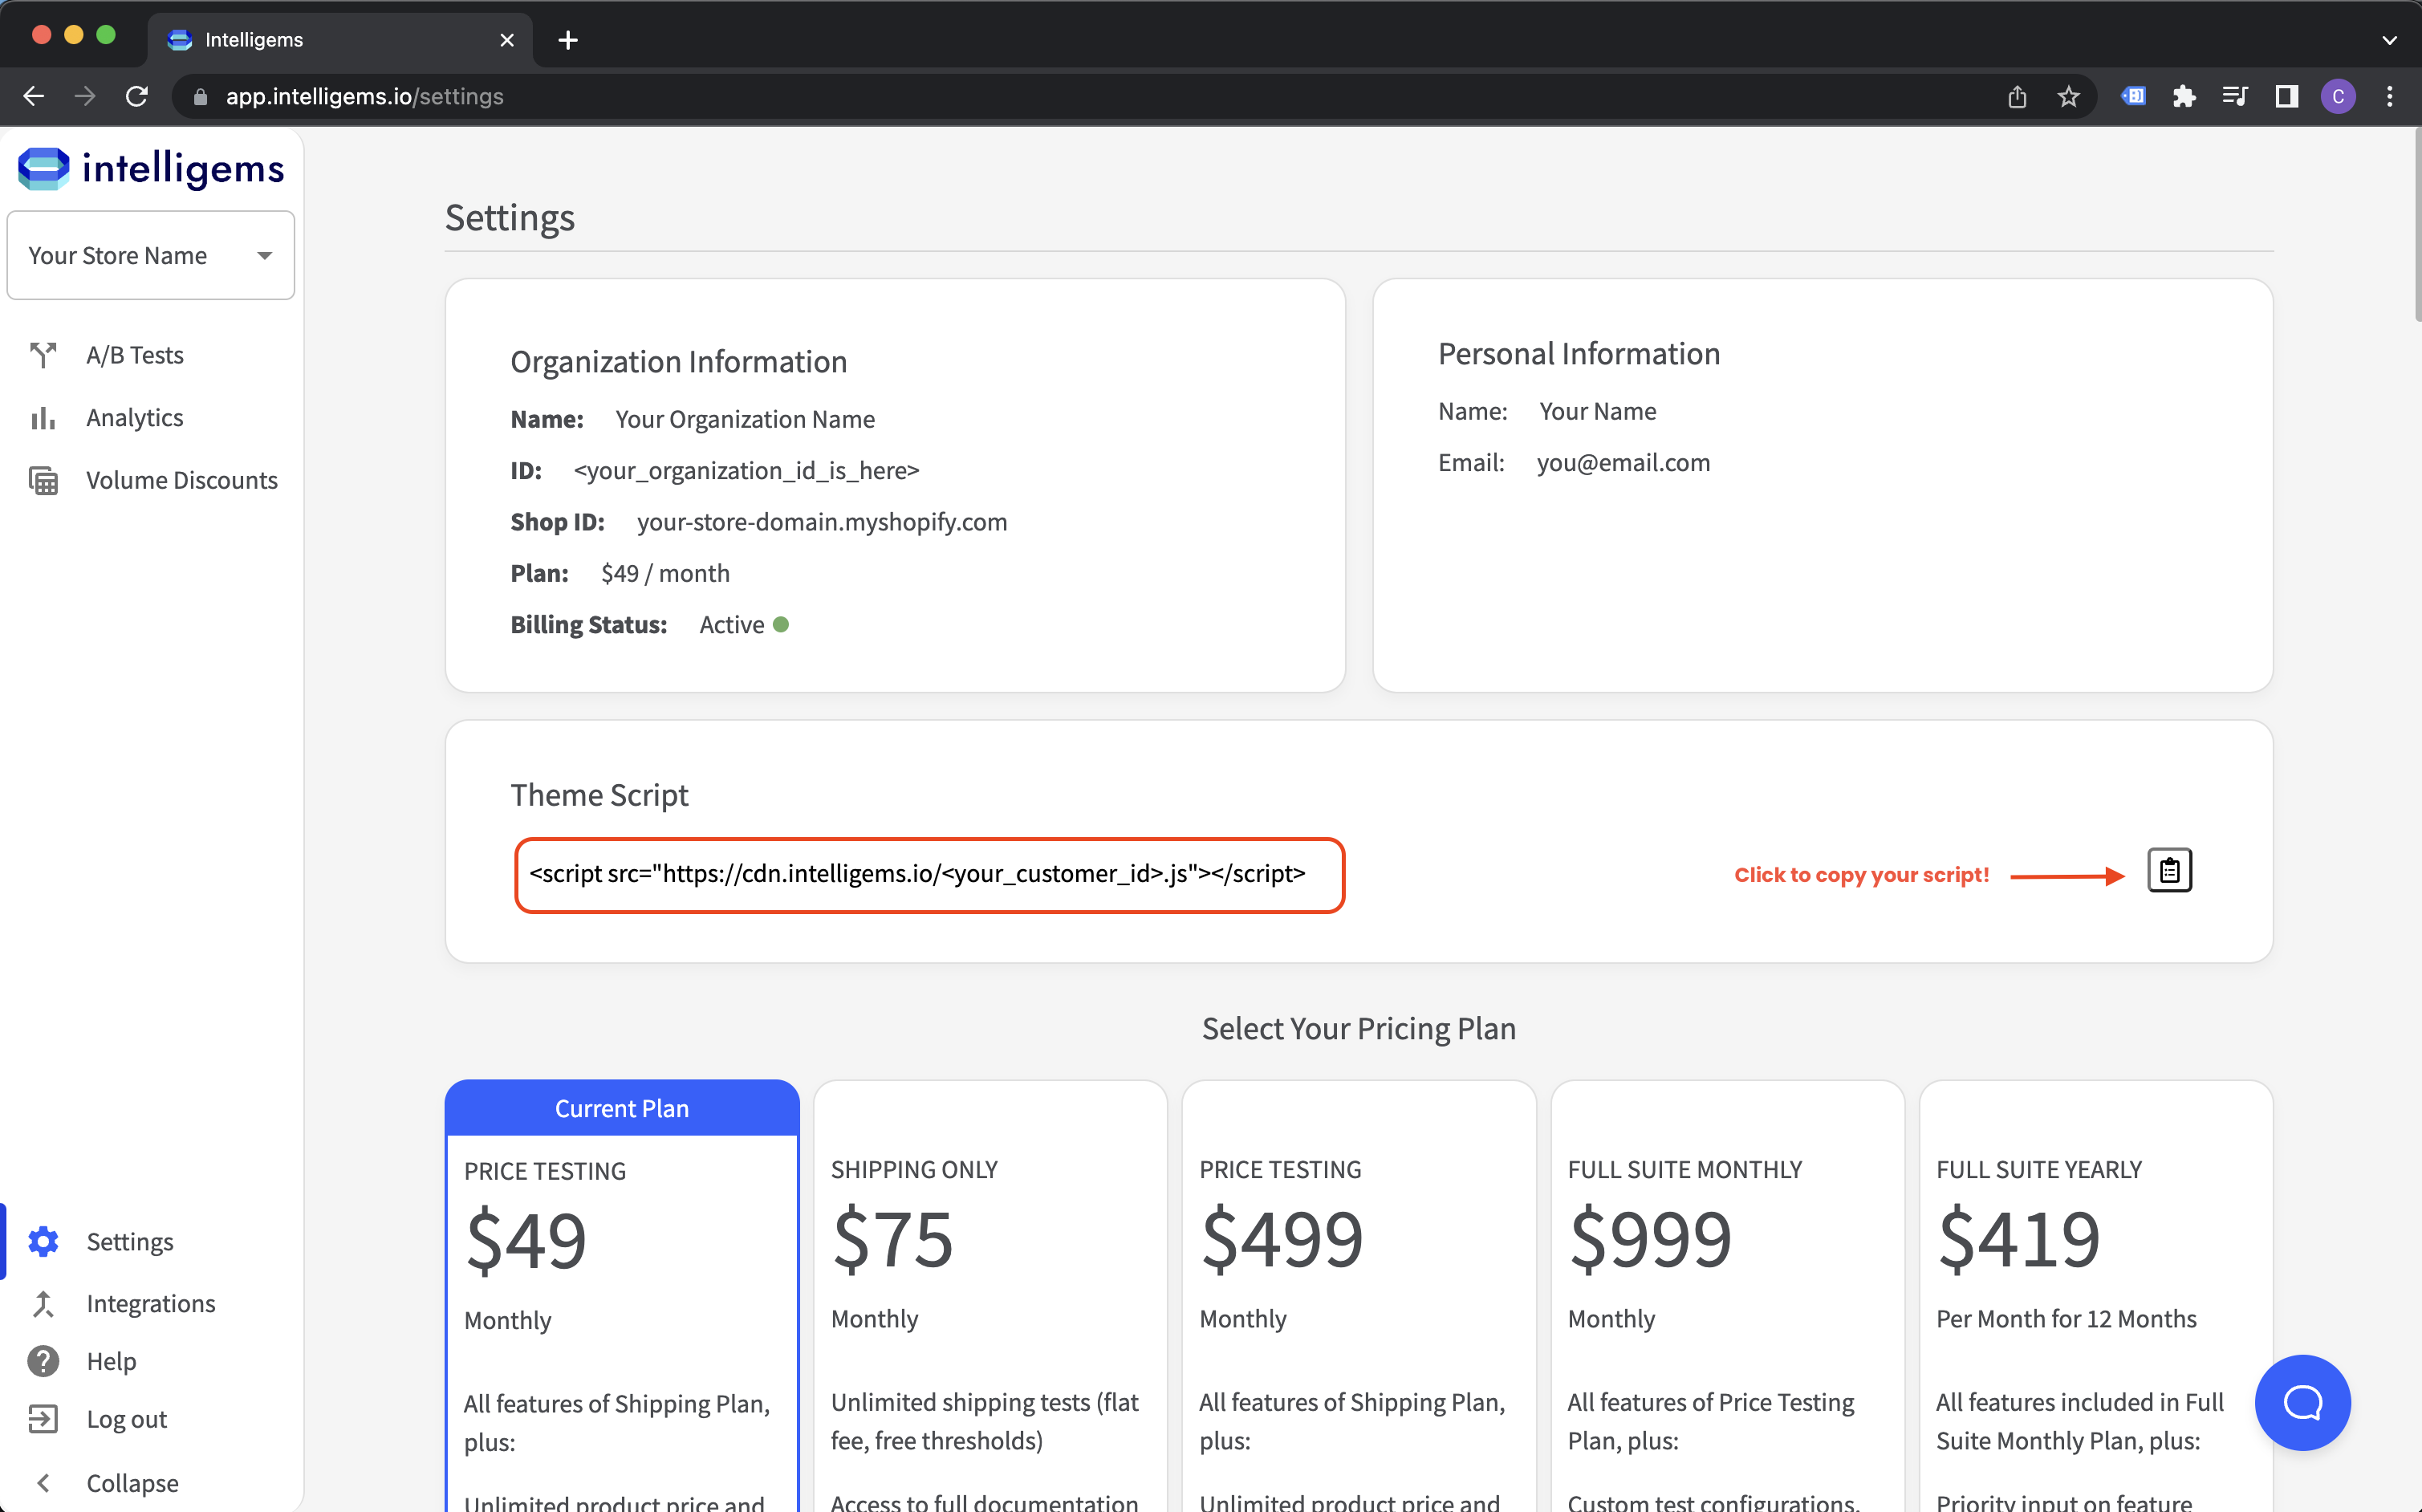 Intelligems
app.intelligems.io/settings
C
intelligems
Your Store Name
A/B Tests
Analytics
Volume Discounts
Settings
Integrations
Help
Log out
Collapse
Settings
Organization Information
Name: Your Organization Name
ID: <your_organization_id_is_here>
Shop ID: your-store-domain.myshopify.com
Plan: $49 / month
Billing Status: Active
Personal Information
Name: Your Name
Email: you@email.com
Theme Script
<script src="https://cdn.intelligems.io/<your_customer_id>.js"></script>
Click to copy your script!
Select Your Pricing Plan
Current Plan
PRICE TESTING
$49
Monthly
All features of Shipping Plan,
plus:
Unlimited product price and
SHIPPING ONLY
$75
Monthly
Unlimited shipping tests (flat
fee, free thresholds)
Access to full documentation
PRICE TESTING
$499
Monthly
All features of Shipping Plan,
plus:
Unlimited product price and
FULL SUITE MONTHLY
$999
Monthly
All features of Price Testing
Plan, plus:
Custom test configurations,
FULL SUITE YEARLY
$419
Per Month for 12 Months
All features included in Full
Suite Monthly Plan, plus:
Priority input on feature